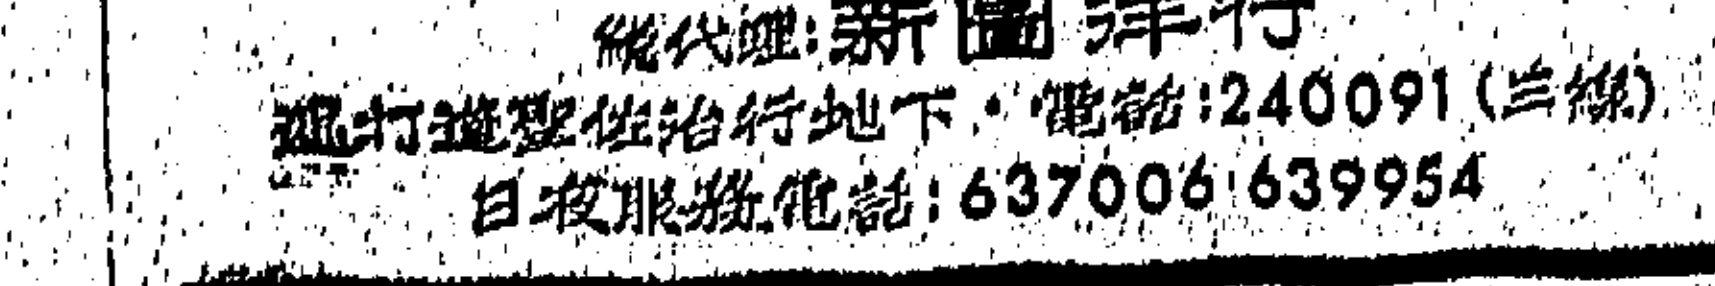 總代理:新圖洋行
遮打道聖佐治行地下·電話:240091(三線)
日夜服務電話:637006 639954